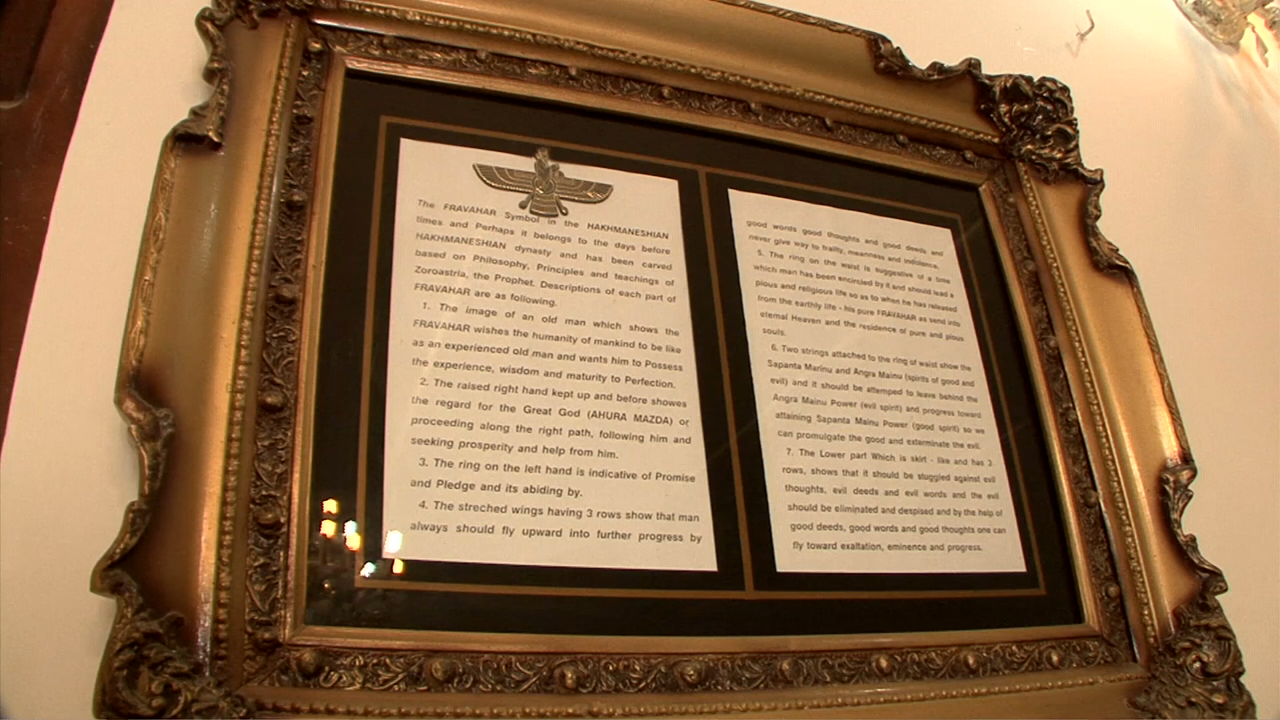 The FRAVAHAR Symbol in the HAKHMANESHIAN
times and Perhaps it belongs to the days before
HAKHMANESHIAN dynasty and has been carved
based on Philosophy, Principles and teachings of
Zoroastria, the Prophet. Descriptions of each part of
FRAVAHAR are as following.
1. The image of an old man which shows the
FRAVAHAR wishes the humanity of mankind to be like
as an experienced old man and wants him to Possess
the experience, wisdom and maturity to Perfection.
2. The raised right hand kept up and before showes
the regard for the Great God (AHURA MAZDA) or
proceeding along the right path, following him and
seeking prosperity and help from him.
3. The ring on the left hand is indicative of Promise
and Pledge and its abiding by.
4. The streched wings having 3 rows show that man
always should fly upward into further progress by
good words good thoughts and good deeds and
never give way to frailty, meanness and indolence.
5. The ring on the waist is suggestive of a time
which man has been encirsled by it and should lead a
pious and religious life so as to when he has released
from the earthly life - his pure FRAVAHAR as send into
eternal Heaven and the residence of pure and pious
souls.
6. Two strings attached to the ring of waist show the
Sapanta Marinu and Angra Mainu (spirits of good and
evil) and it should be attemped to leave behind the
Angra Mainu Power (evil spirit) and progress toward
attaining Sapanta Mainu Power (good spirit) so we
can promulgate the good and exterminate the evil.
7. The Lower part Which is skirt - like and has 3
rows, shows that it should be stuggled against evil
thoughts, evil deeds and evil words and the evil
should be eliminated and despised and by the help of
good deeds, good words and good thoughts one can
fly toward exaltation, eminence and progress.